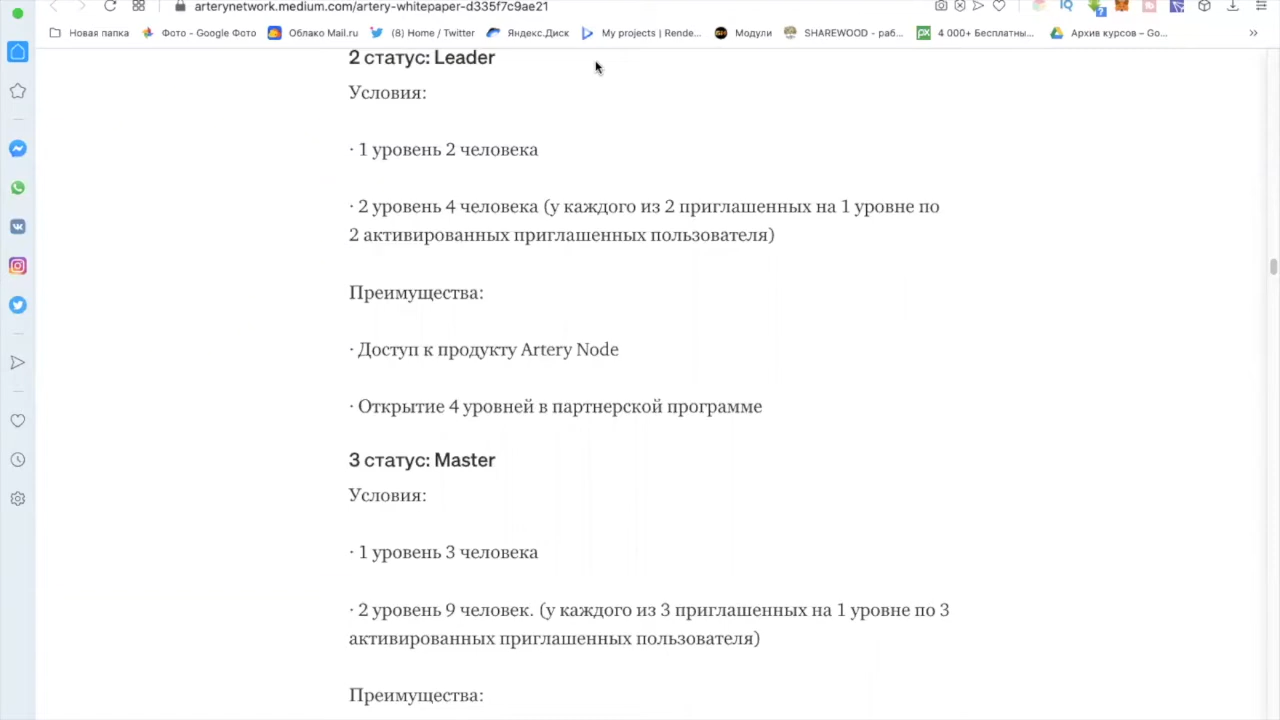 arterynetwork.medium.com/artery-whitepaper-d335f7c9ae21
Новая папка
Фото - Google Фото
Облако Mail.ru
(8) Home / Twitter
Яндекс.Диск
My projects | Rende...
Модули
SHAREWOOD - раб...
4 000+ Бесплатны...
Архив курсов – Go...
2 статус: Leader
Условия:
· 1 уровень 2 человека
· 2 уровень 4 человека (у каждого из 2 приглашенных на 1 уровне по
2 активированных приглашенных пользователя)
Преимущества:
· Доступ к продукту Artery Node
· Открытие 4 уровней в партнерской программе
3 статус: Master
Условия:
· 1 уровень 3 человека
· 2 уровень 9 человек. (у каждого из 3 приглашенных на 1 уровне по 3
активированных приглашенных пользователя)
Преимущества: